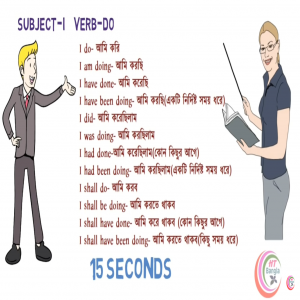 SUBJECT-I VERB-DO
I do- আমি করি
I am doing- আমি করছি
I have done- আমি করেছি
I have been doing- আমি করছি(একটি নির্দিষ্ট সময় ধরে)
I did- আমি করেছিলাম
I was doing- আমি করছিলাম
I had done-আমি করেছিলাম(কোন কিছুর আগে)
I had been doing- আমি করছিলাম(একটি নির্দিষ্ট সময় ধরে)
I shall do- আমি করব
I shall be doing- আমি করতে থাকব
I shall have done- আমি করে থাকব (কোন কিছুর আগে)
I shall have been doing- আমি করতে থাকব(কিছু সময় ধরে)
15 SECONDS
HT
Bangla